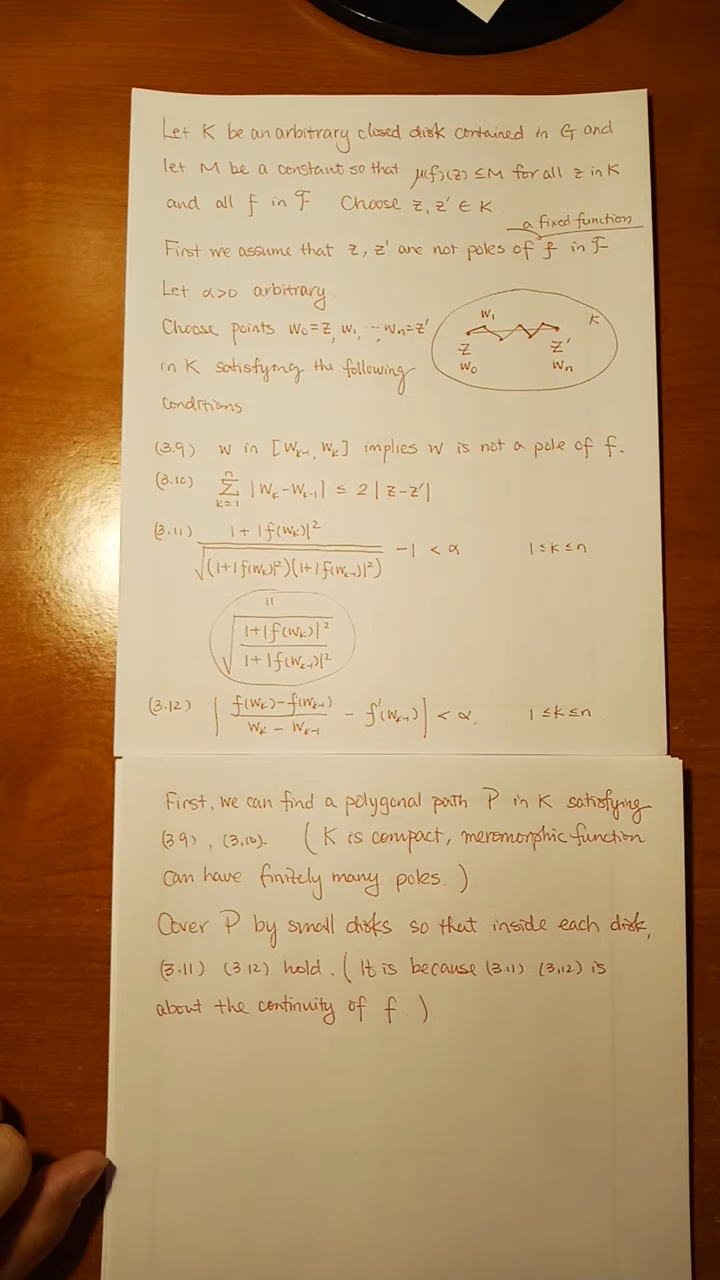 Let K be an arbitrary closed disk contained in G and
let M be a constant so that μ(f)(z) ≤ M for all z in K
and all f in ℱ Choose z, z' ∈ K.
a fixed function
First we assume that z, z' are not poles of f in ℱ
Let α>0 arbitrary.
Choose points w₀=z, w₁, ⋯, wₙ=z'
in K satisfying the following
conditions
w₁ K
z z'
w₀ wₙ
(3.9) w in [wₖ₋₁, wₖ] implies w is not a pole of f.
(3.10) ∑ₖ₌₁ⁿ |wₖ-wₖ₋₁| ≤ 2|z-z'|
(3.11) (1+|f(wₖ)|²)/√((1+|f(wₖ)|²)(1+|f(wₖ₋₁)|²)) -1 < α 1≤k≤n
॥
√((1+|f(wₖ)|²)/(1+|f(wₖ₋₁)|²))
(3.12) |(f(wₖ)-f(wₖ₋₁))/(wₖ-wₖ₋₁) - f'(wₖ₋₁)| < α. 1≤k≤n
First, we can find a polygonal path P in K satisfying
(3.9), (3.10). (K is compact, meromorphic function
can have finitely many poles.)
Cover P by small disks so that inside each disk,
(3.11) (3.12) hold. (It is because (3.11) (3.12) is
about the continuity of f.)